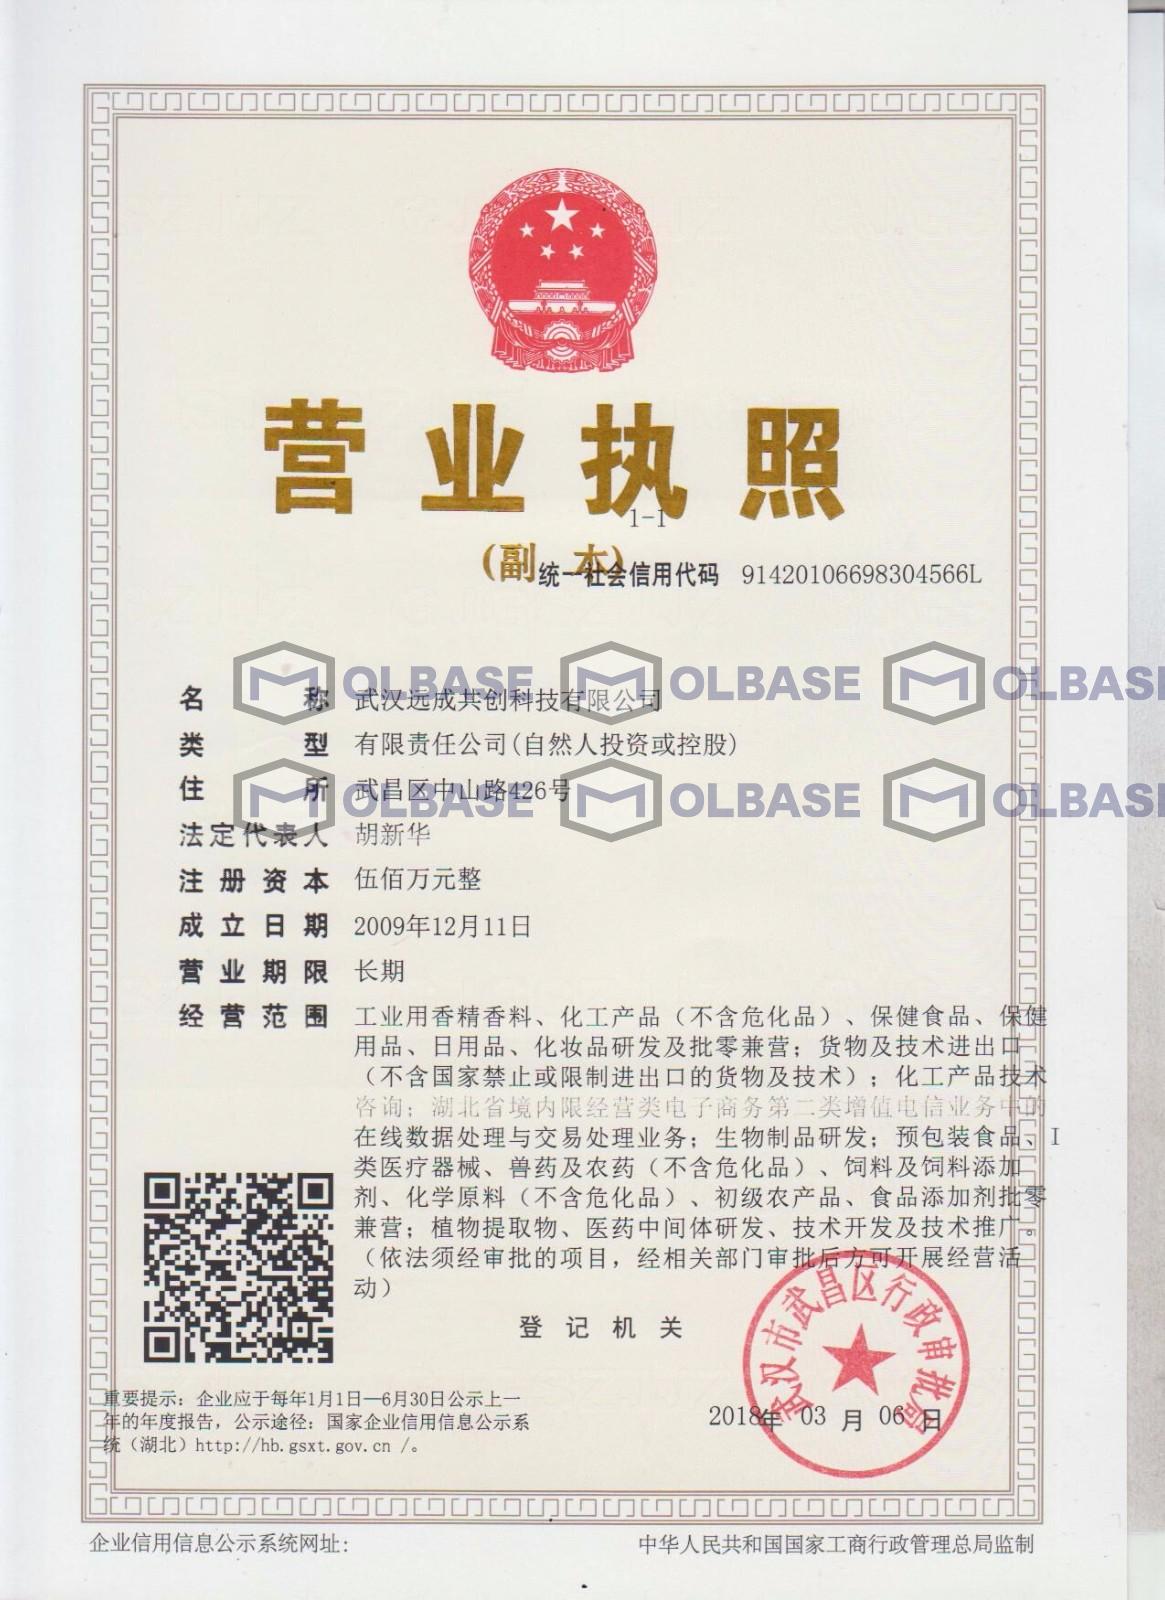 营业执照
1-1
(副 本)
统一社会信用代码 91420106698304566L
MOLBASE MOLBASE MOLBASE
名 称 武汉远成共创科技有限公司
类 型 有限责任公司(自然人投资或控股)
住 所 武昌区中山路426号
MOLBASE MOLBASE MOLBASE
法定代表人 胡新华
注册资本 伍佰万元整
成立日期 2009年12月11日
营业期限 长期
经营范围 工业用香精香料、化工产品（不含危化品）、保健食品、保健
用品、日用品、化妆品研发及批零兼营；货物及技术进出口
（不含国家禁止或限制进出口的货物及技术）；化工产品技术
咨询；湖北省境内限经营类电子商务第二类增值电信业务中的
在线数据处理与交易处理业务；生物制品研发；预包装食品、I
类医疗器械、兽药及农药（不含危化品）、饲料及饲料添加
剂、化学原料（不含危化品）、初级农产品、食品添加剂批零
兼营；植物提取物、医药中间体研发、技术开发及技术推广。
（依法须经审批的项目，经相关部门审批后方可开展经营活
动）
登记机关
武汉市武昌区行政审批局
2018年 03 月 06 日
重要提示：企业应于每年1月1日—6月30日公示上一
年的年度报告，公示途径：国家企业信用信息公示系
统（湖北）http://hb.gsxt.gov.cn /。
企业信用信息公示系统网址：
中华人民共和国国家工商行政管理总局监制